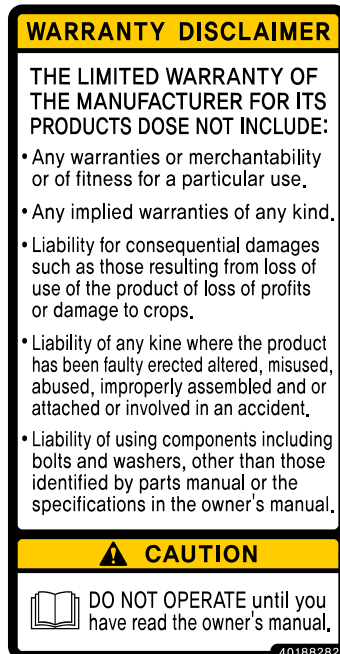 WARRANTY DISCLAIMER
THE LIMITED WARRANTY OF
THE MANUFACTURER FOR ITS
PRODUCTS DOSE NOT INCLUDE:
• Any warranties or merchantability
or of fitness for a particular use.
• Any implied warranties of any kind.
• Liability for consequential damages
such as those resulting from loss of
use of the product of loss of profits
or damage to crops.
• Liability of any kine where the product
has been faulty erected altered, misused,
abused, improperly assembled and or
attached or involved in an accident.
• Liability of using components including
bolts and washers, other than those
identified by parts manual or the
specifications in the owner's manual.
CAUTION
DO NOT OPERATE until you
have read the owner's manual.
40188282